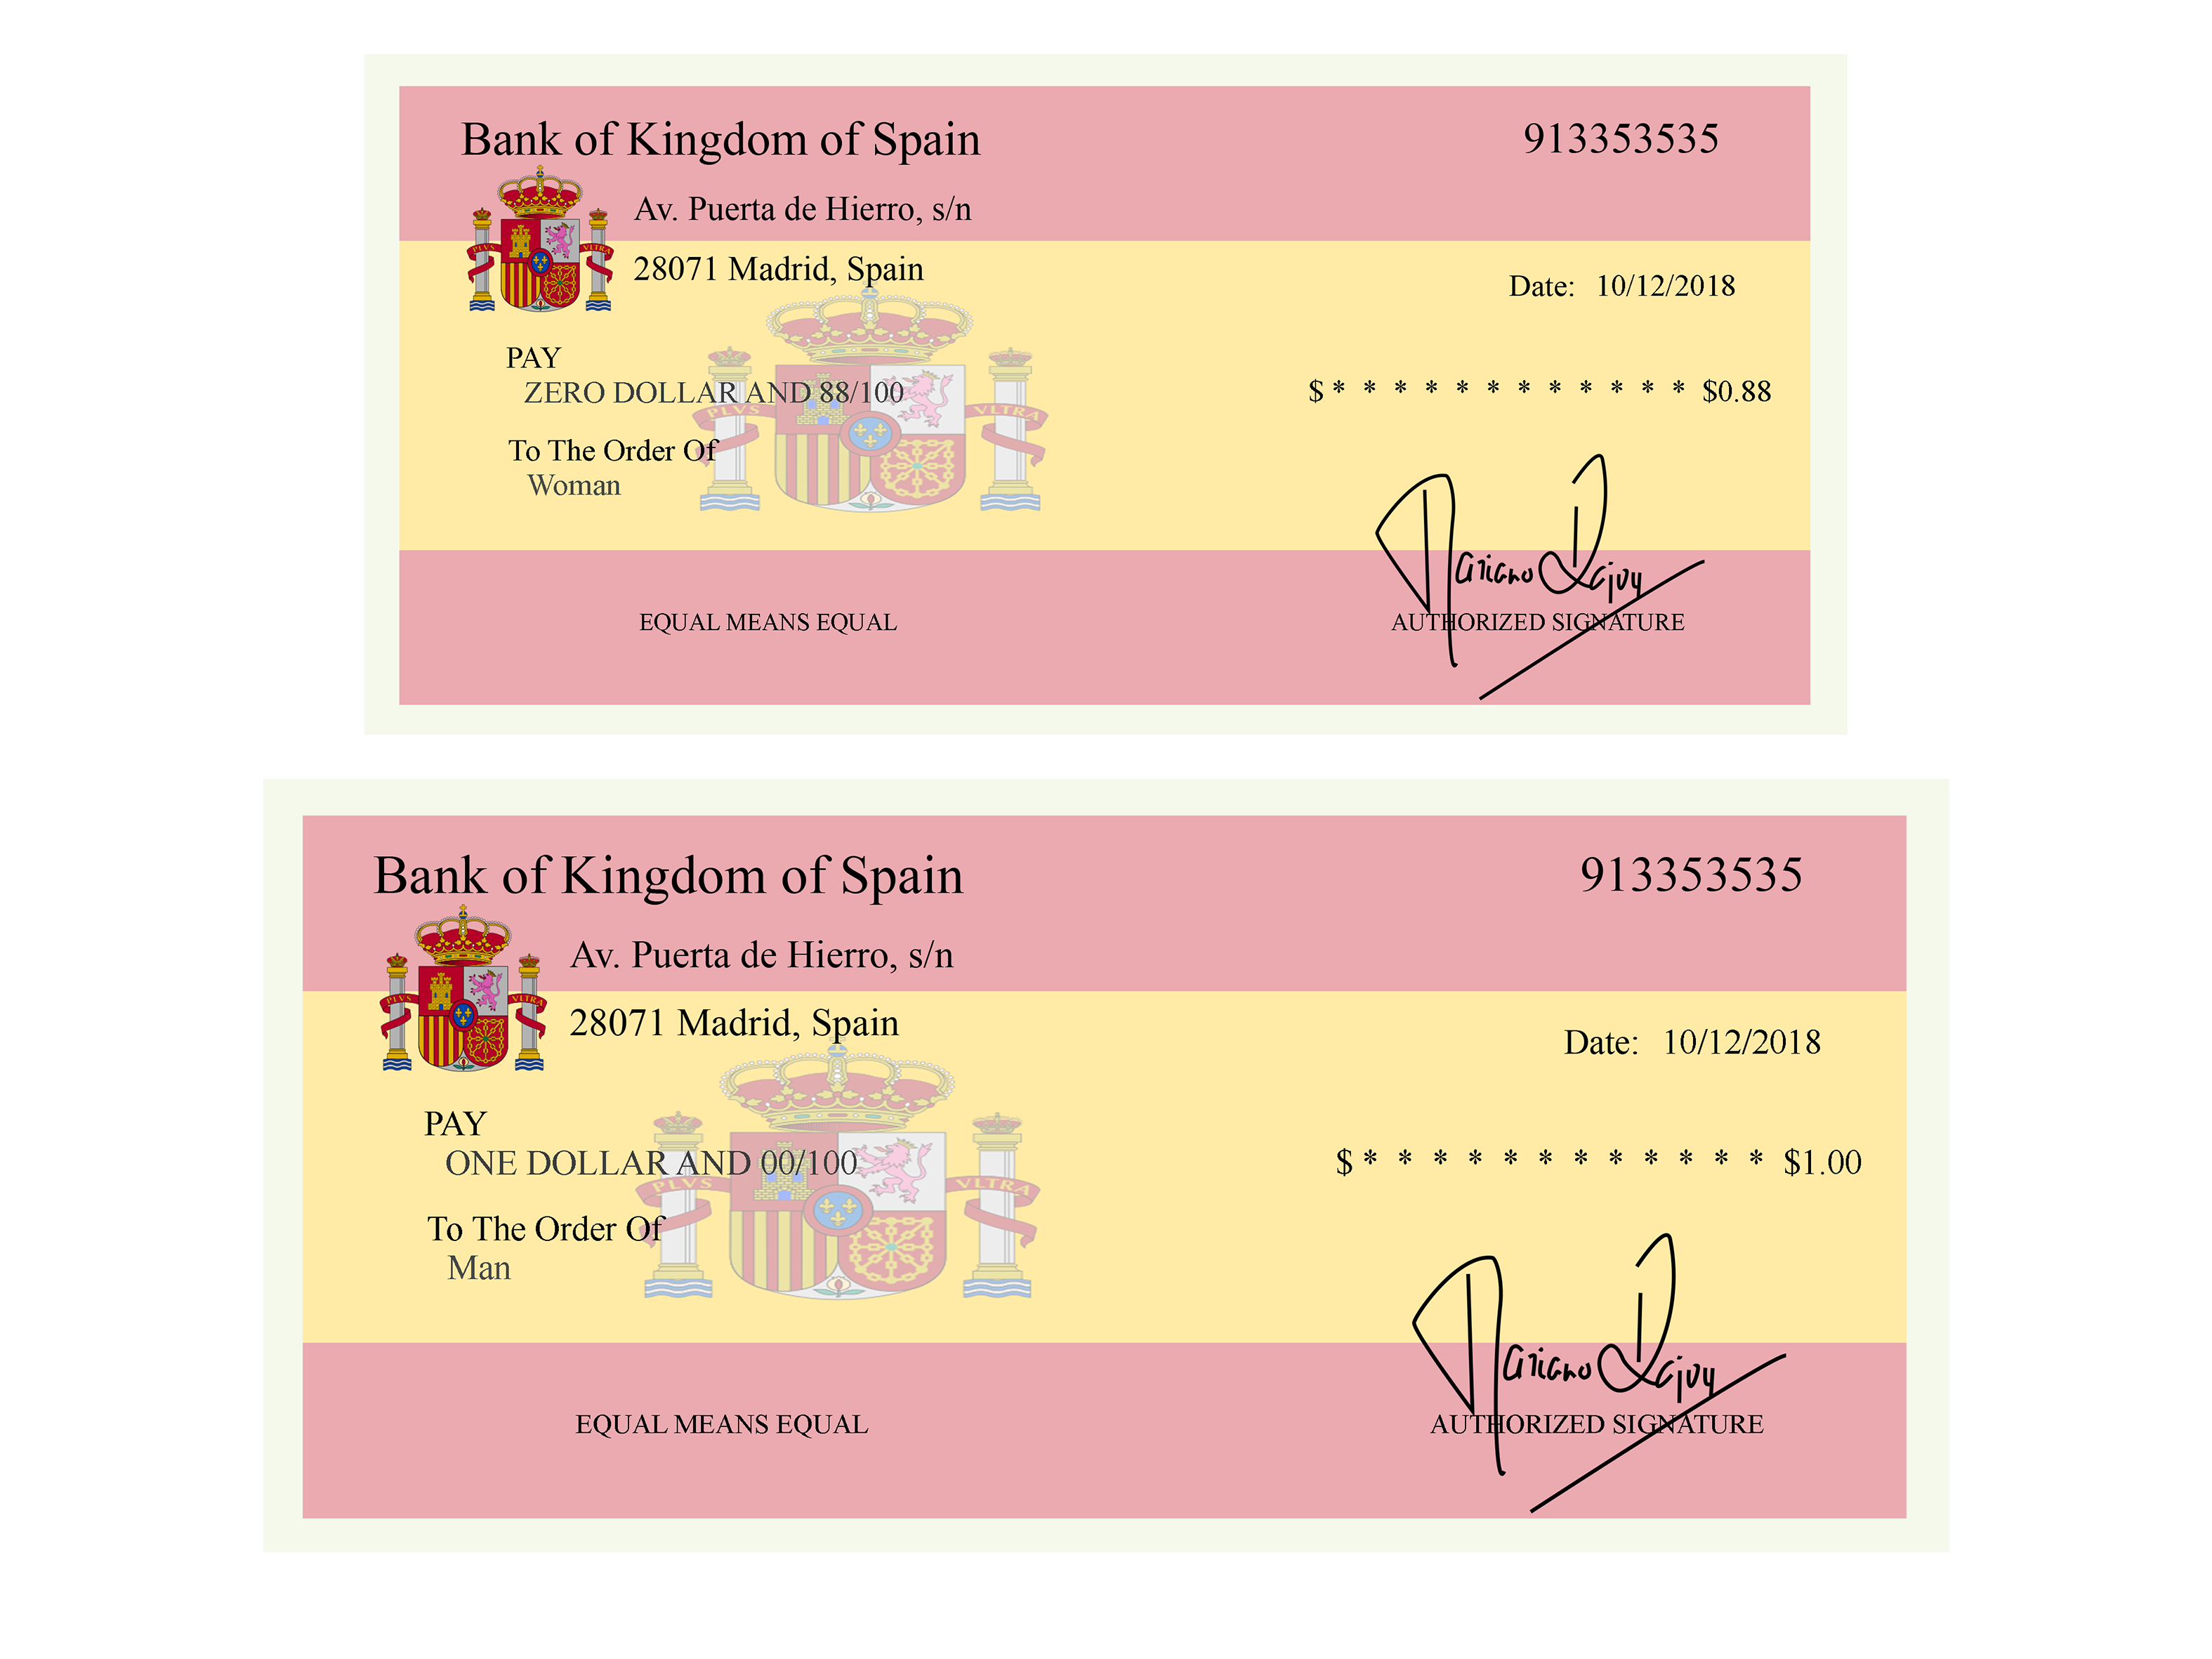 Bank of Kingdom of Spain
913353535
Av. Puerta de Hierro, s/n
PLVS VLTRA
28071 Madrid, Spain
Date: 10/12/2018
PAY
ZERO DOLLAR AND 88/100
$ * * * * * * * * * * * * $0.88
PLVS VLTRA
To The Order Of
Woman
Mariano Rajoy
EQUAL MEANS EQUAL
AUTHORIZED SIGNATURE
Bank of Kingdom of Spain
913353535
Av. Puerta de Hierro, s/n
PLVS VLTRA
28071 Madrid, Spain
Date: 10/12/2018
PAY
ONE DOLLAR AND 00/100
$ * * * * * * * * * * * * $1.00
PLVS VLTRA
To The Order Of
Man
Mariano Rajoy
EQUAL MEANS EQUAL
AUTHORIZED SIGNATURE